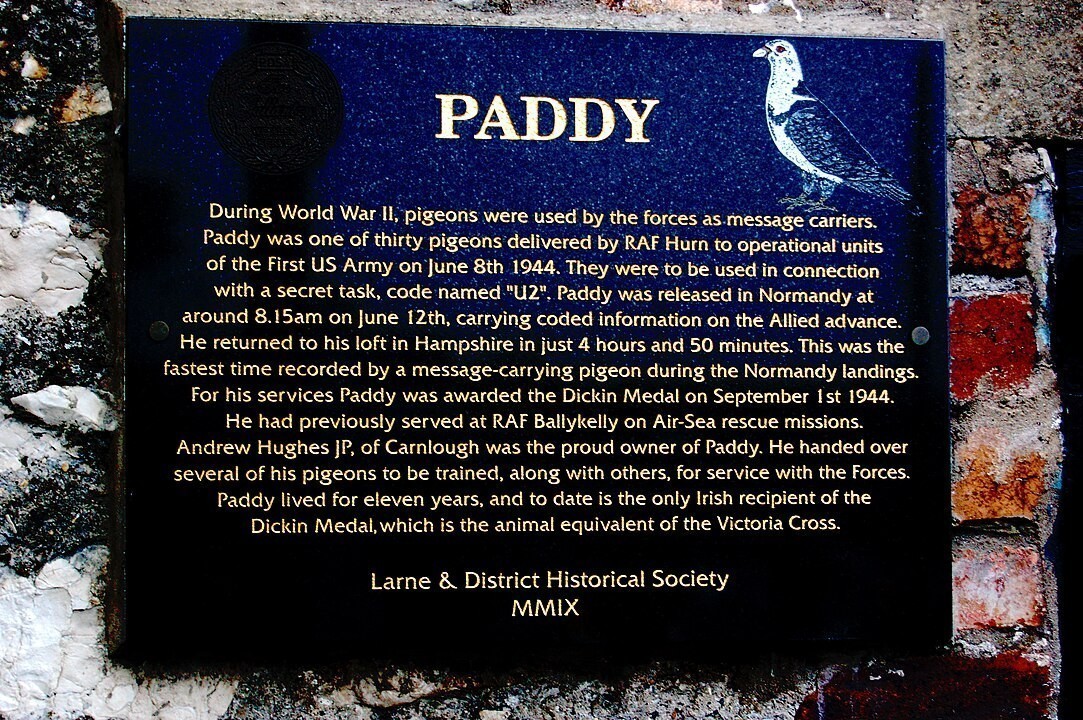 PADDY
During World War II, pigeons were used by the forces as message carriers.
Paddy was one of thirty pigeons delivered by RAF Hurn to operational units
of the First US Army on June 8th 1944. They were to be used in connection
with a secret task, code named "U2". Paddy was released in Normandy at
around 8.15am on June 12th, carrying coded information on the Allied advance.
He returned to his loft in Hampshire in just 4 hours and 50 minutes. This was the
fastest time recorded by a message-carrying pigeon during the Normandy landings.
For his services Paddy was awarded the Dickin Medal on September 1st 1944.
He had previously served at RAF Ballykelly on Air-Sea rescue missions.
Andrew Hughes JP, of Carnlough was the proud owner of Paddy. He handed over
several of his pigeons to be trained, along with others, for service with the Forces.
Paddy lived for eleven years, and to date is the only Irish recipient of the
Dickin Medal, which is the animal equivalent of the Victoria Cross.
Larne & District Historical Society
MMIX